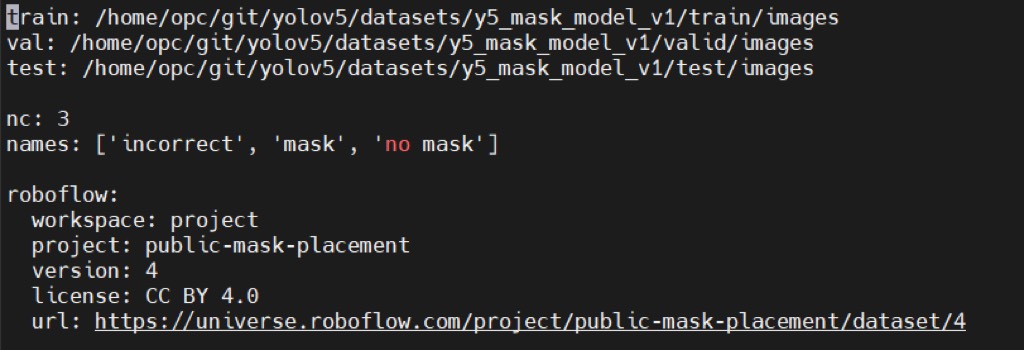 train: /home/opc/git/yolov5/datasets/y5_mask_model_v1/train/images
val: /home/opc/git/yolov5/datasets/y5_mask_model_v1/valid/images
test: /home/opc/git/yolov5/datasets/y5_mask_model_v1/test/images

nc: 3
names: ['incorrect', 'mask', 'no mask']

roboflow:
  workspace: project
  project: public-mask-placement
  version: 4
  license: CC BY 4.0
  url: https://universe.roboflow.com/project/public-mask-placement/dataset/4